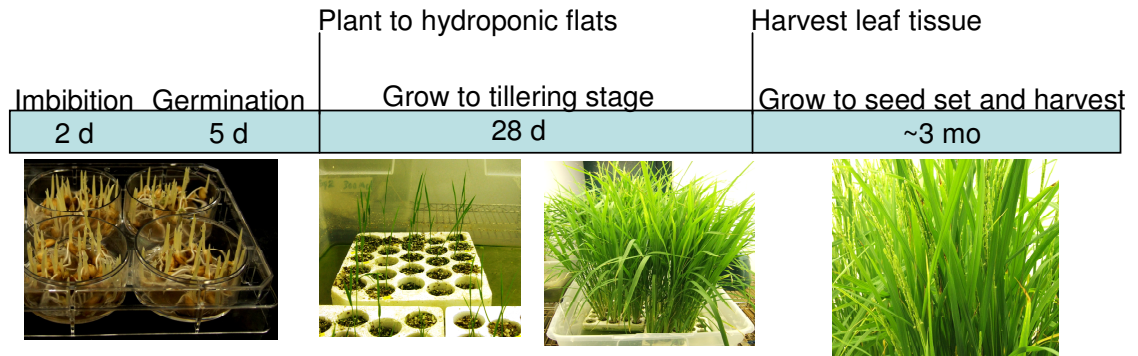 Plant to hydroponic flats
Harvest leaf tissue
Imbibition
Germination
Grow to tillering stage
Grow to seed set and harvest
2 d
5 d
28 d
~3 mo